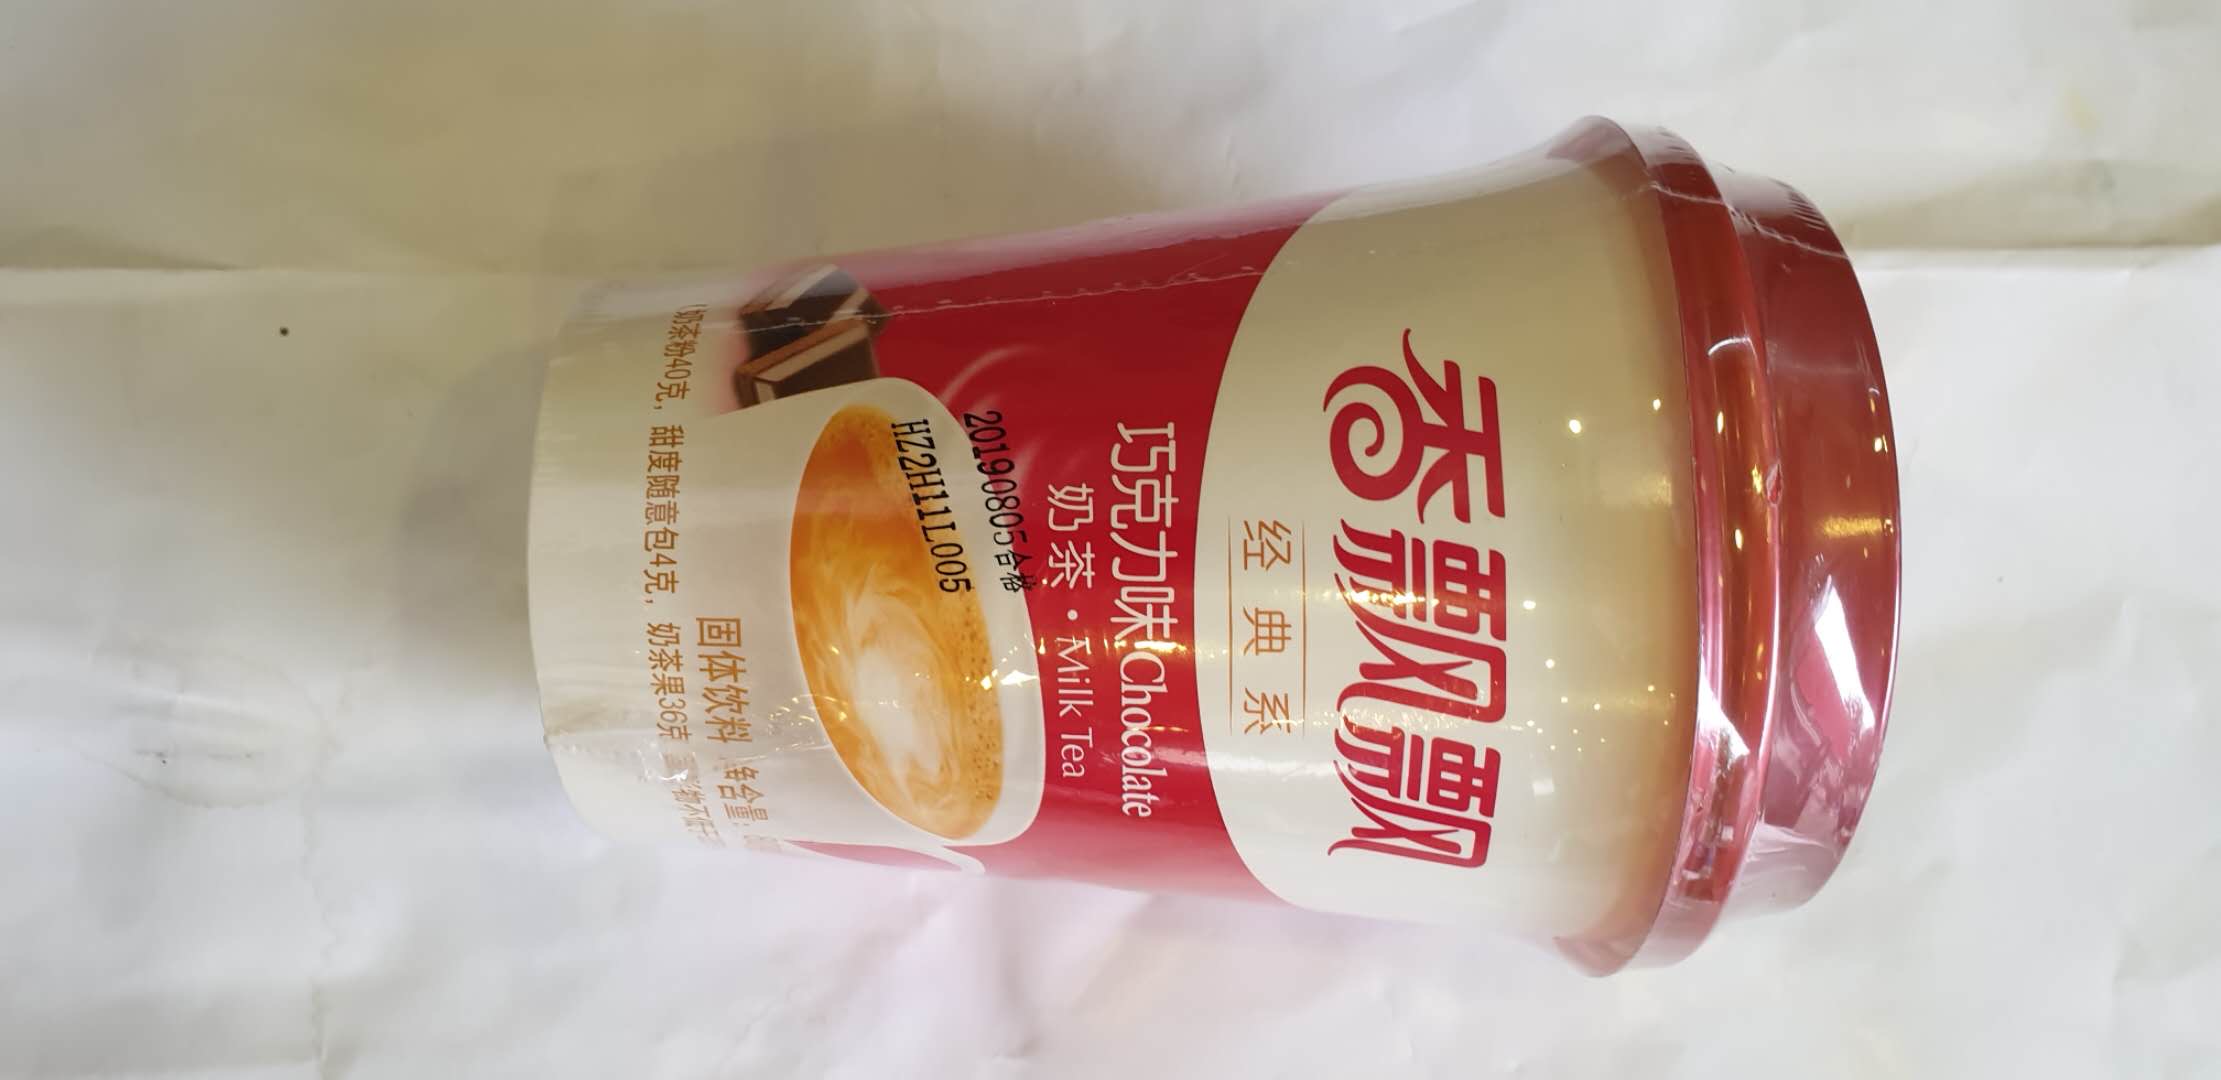 香飘飘
经典系
巧克力味Chocolate
奶茶·Milk Tea
20190805合格
HZ2H11L005
固体饮料 净含量:
(奶茶粉40克, 甜度随意包4克, 奶茶果36克